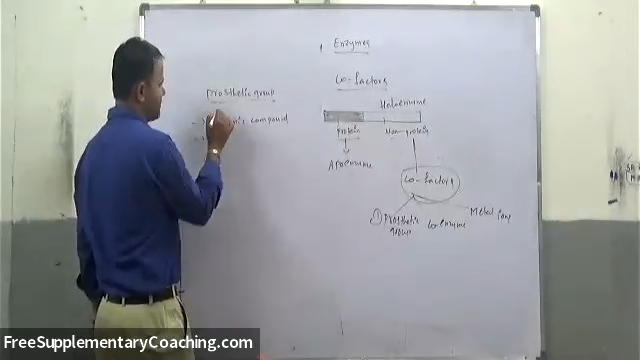 Enzymes
Co-factors
Prosthetic group
Holoenzyme
compound
Protein
Non-protein
Apoenzyme
Co-factors
① Prosthetic group
Coenzyme
Metal ions
FreeSupplementaryCoaching.com